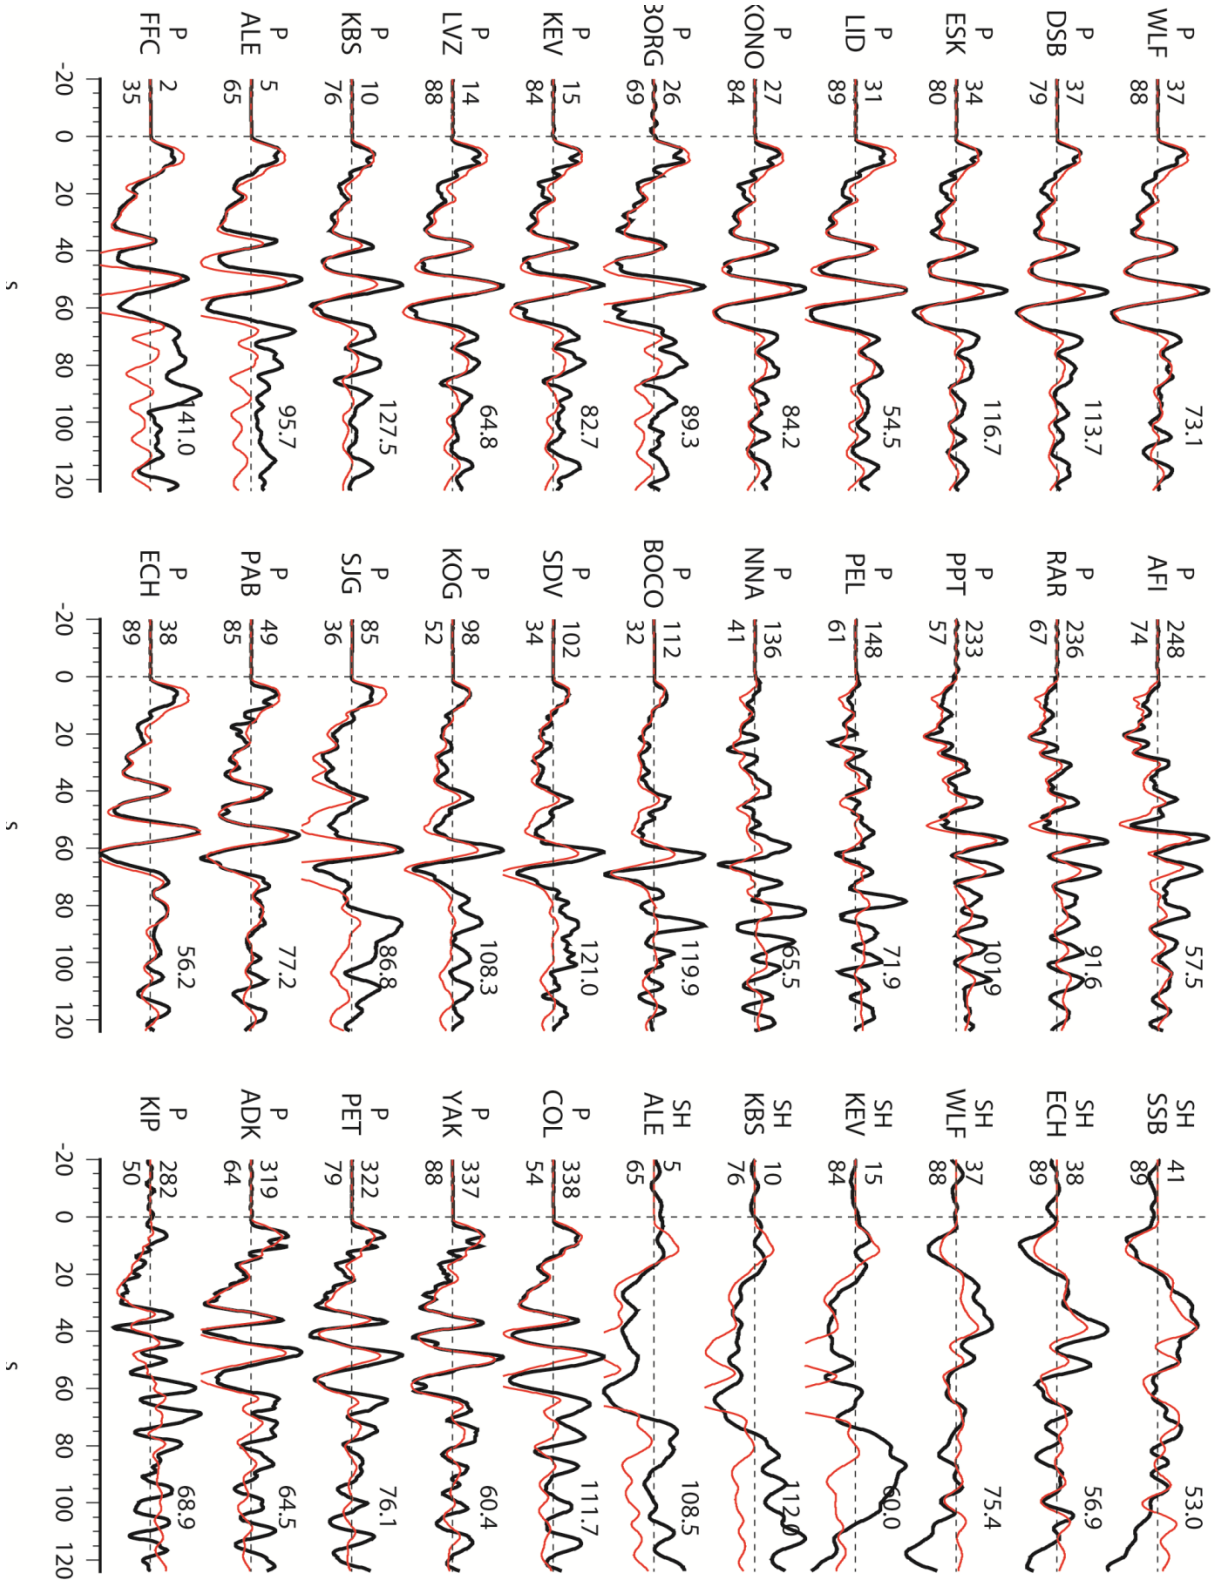 P 37 73.1
WLF 88
P 37 113.7
DSB 79
P 34 116.7
ESK 80
P 31 54.5
LID 89
P 27 84.2
KONO 84
P 26 89.3
BORG 69
P 15 82.7
KEV 84
P 14 64.8
LVZ 88
P 10 127.5
KBS 76
P 5 95.7
ALE 65
P 2 141.0
FFC 35
-20 0 20 40 60 80 100 120
s
P 248 57.5
AFI 74
P 236 91.6
RAR 67
P 233 101.9
PPT 57
P 148 71.9
PEL 61
P 136 65.5
NNA 41
P 112 119.9
BOCO 32
P 102 121.0
SDV 34
P 98 108.3
KOG 52
P 85 86.8
SJG 36
P 49 77.2
PAB 85
P 38 56.2
ECH 89
-20 0 20 40 60 80 100 120
s
SH 41 53.0
SSB 89
SH 38 56.9
ECH 89
SH 37 75.4
WLF 88
SH 15 60.0
KEV 84
SH 10 112.0
KBS 76
SH 5 108.5
ALE 65
P 338 111.7
COL 54
P 337 60.4
YAK 88
P 322 76.1
PET 79
P 319 64.5
ADK 64
P 282 68.9
KIP 50
-20 0 20 40 60 80 100 120
s